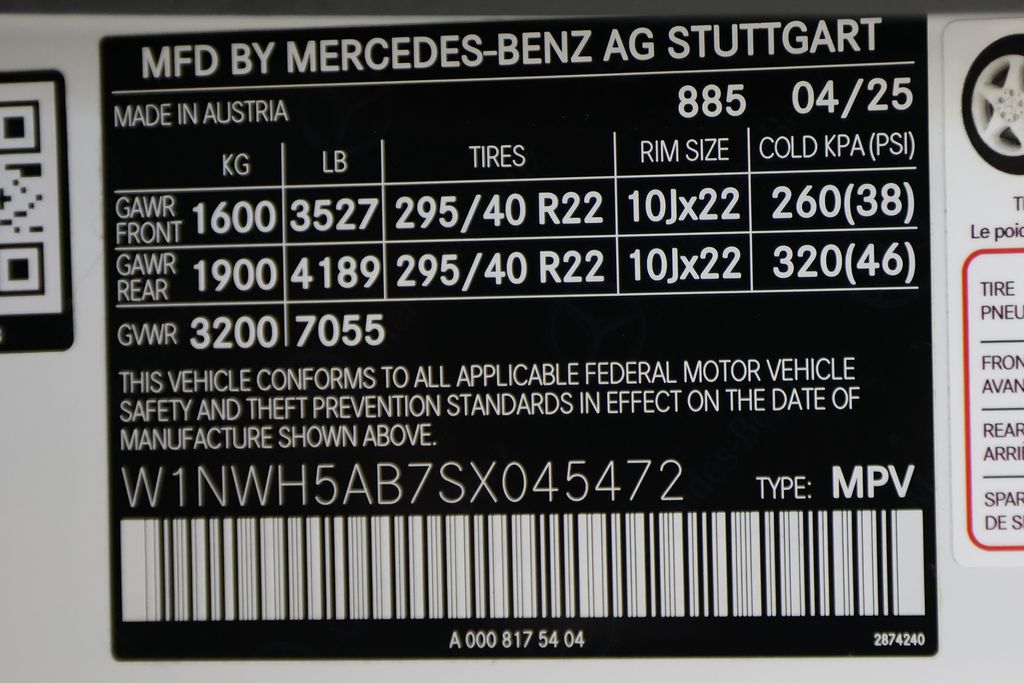 MFD BY MERCEDES-BENZ AG STUTTGART
MADE IN AUSTRIA 885 04/25
KG LB TIRES RIM SIZE COLD KPA (PSI)
GAWR FRONT 1600 3527 295/40 R22 10Jx22 260(38)
GAWR REAR 1900 4189 295/40 R22 10Jx22 320(46)
GVWR 3200 7055
THIS VEHICLE CONFORMS TO ALL APPLICABLE FEDERAL MOTOR VEHICLE
SAFETY AND THEFT PREVENTION STANDARDS IN EFFECT ON THE DATE OF
MANUFACTURE SHOWN ABOVE.
W1NWH5AB7SX045472 TYPE: MPV
A 000 817 54 04 2874240
Le
TIRE
PNEU
FRON
AVAN
REAR
ARRI
SPAR
DE S